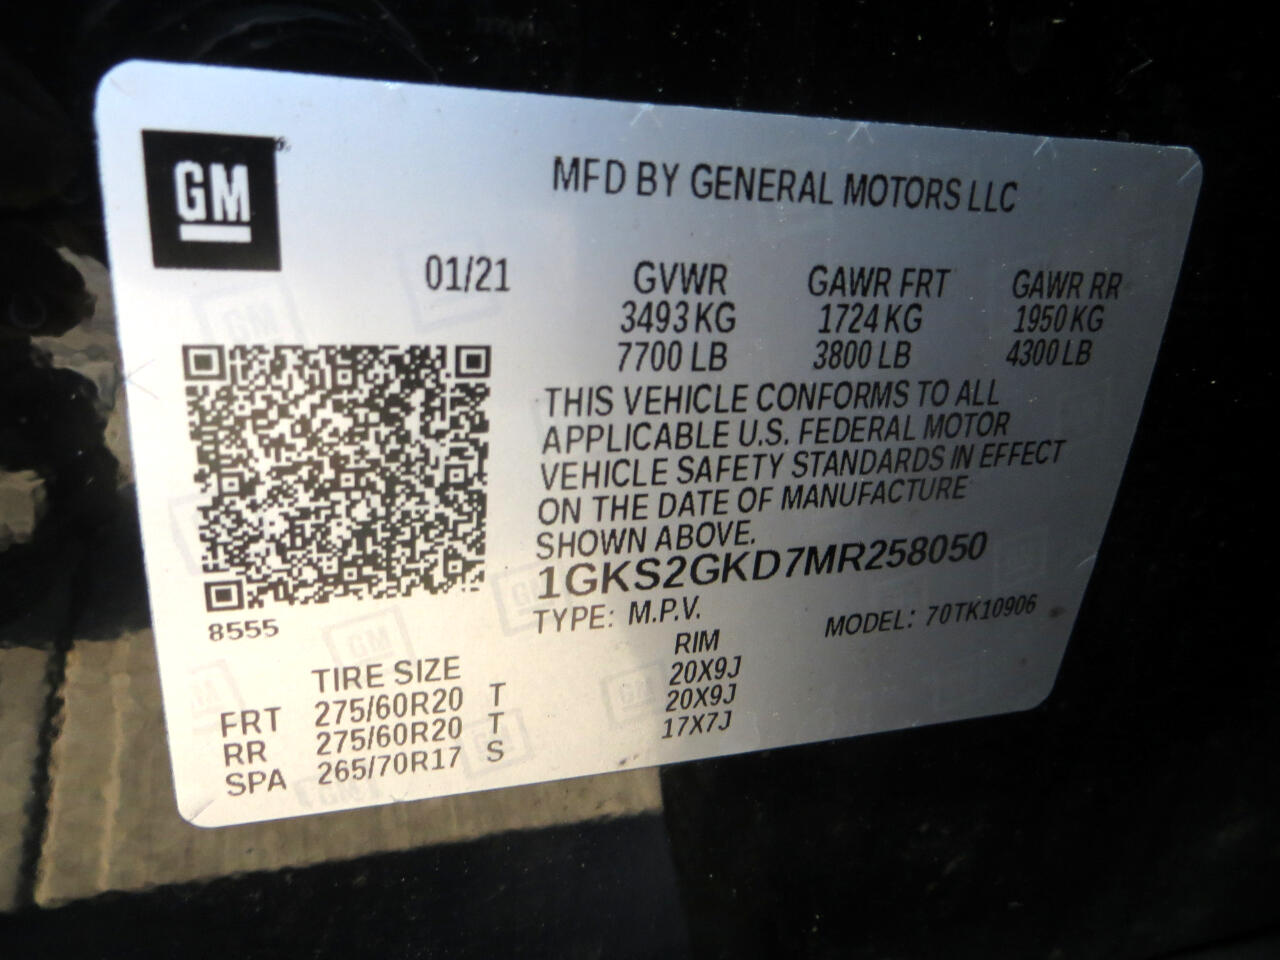 GM
MFD BY GENERAL MOTORS LLC
01/21 GVWR GAWR FRT GAWR RR
3493 KG 1724 KG 1950 KG
7700 LB 3800 LB 4300 LB
THIS VEHICLE CONFORMS TO ALL
APPLICABLE U.S. FEDERAL MOTOR
VEHICLE SAFETY STANDARDS IN EFFECT
ON THE DATE OF MANUFACTURE
SHOWN ABOVE.
1GKS2GKD7MR258050
TYPE: M.P.V. MODEL: 70TK10906
8555
TIRE SIZE RIM
FRT 275/60R20 T 20X9J
RR 275/60R20 T 20X9J
SPA 265/70R17 S 17X7J